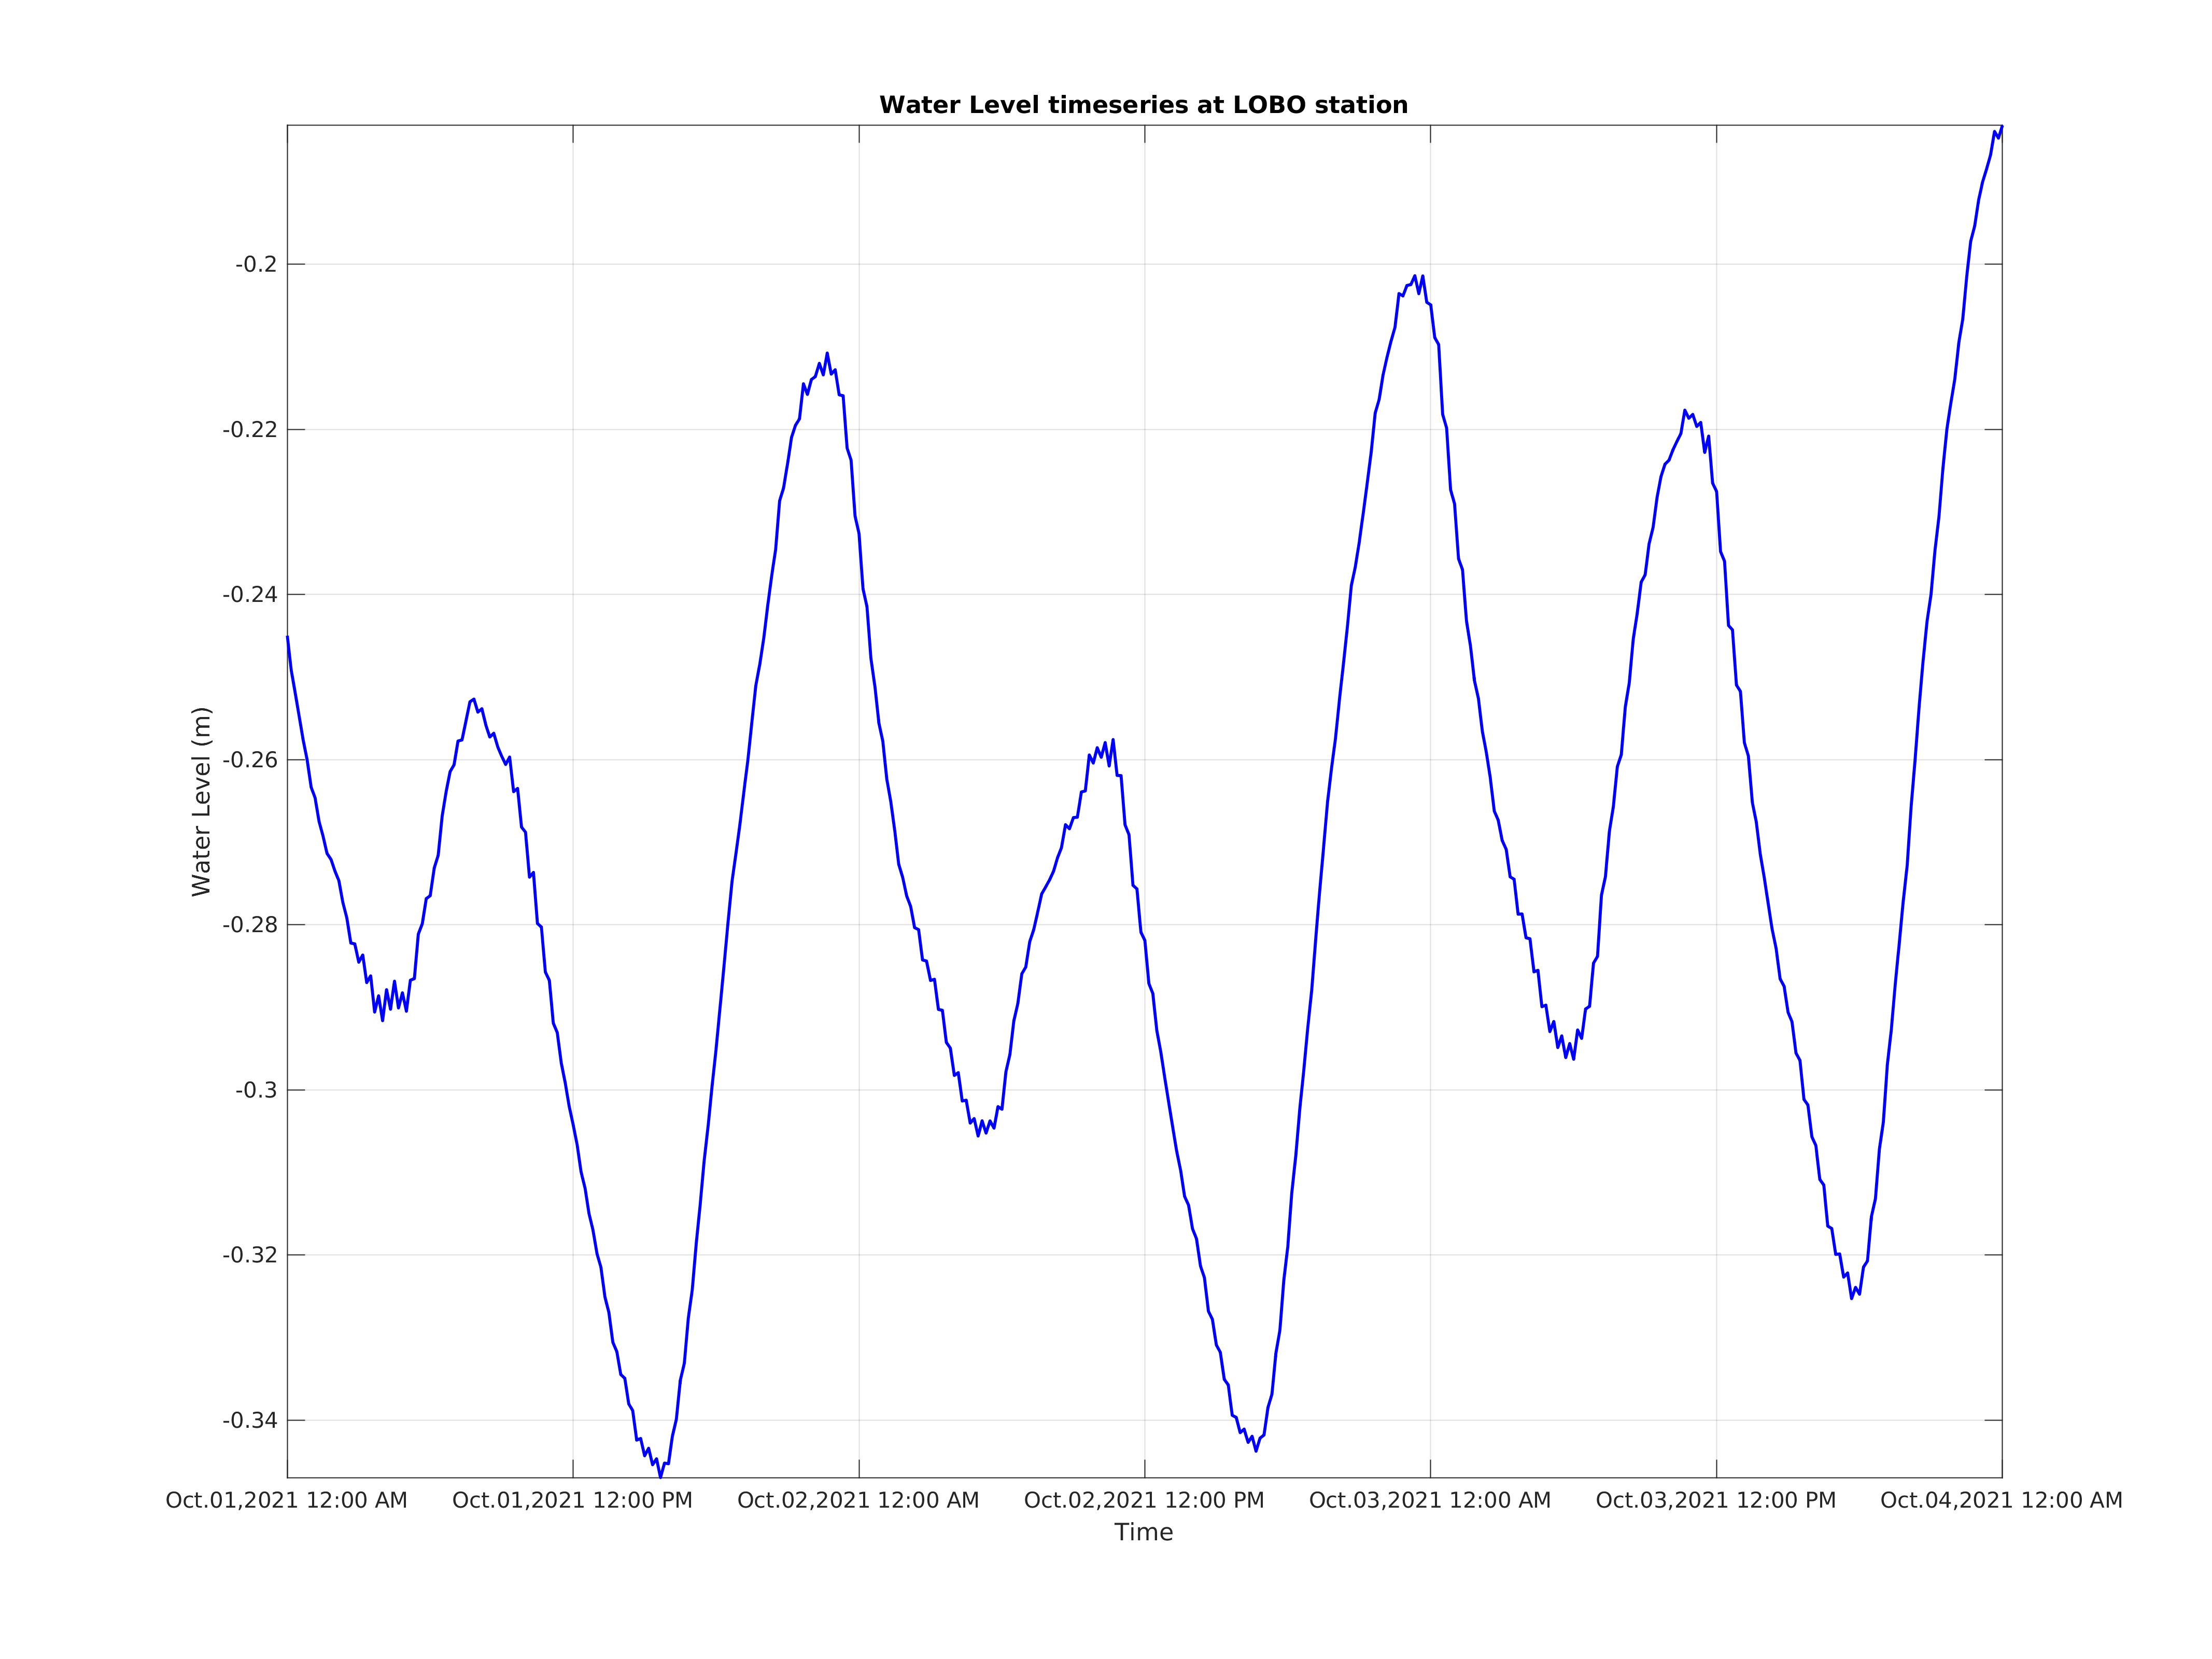 Water Level timeseries at LOBO station
-0.2
-0.22
-0.24
-0.26
-0.28
-0.3
-0.32
-0.34
Water Level (m)
Oct.01,2021 12:00 AM Oct.01,2021 12:00 PM Oct.02,2021 12:00 AM Oct.02,2021 12:00 PM Oct.03,2021 12:00 AM Oct.03,2021 12:00 PM Oct.04,2021 12:00 AM
Time